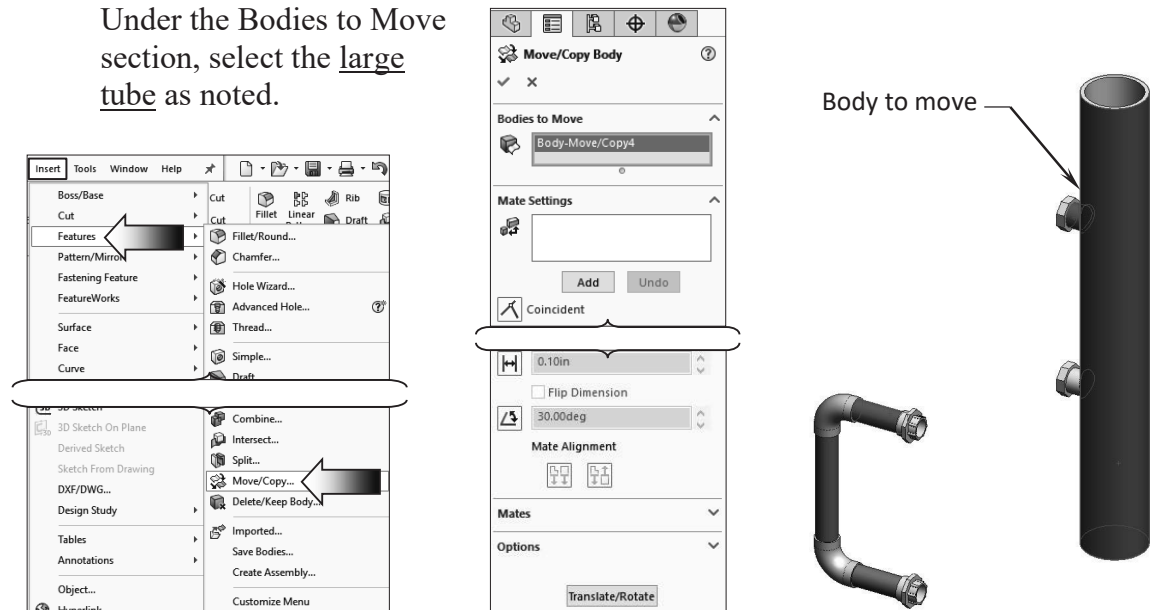 Under the Bodies to Move
section, select the large
tube as noted.
Insert Tools Window Help
Boss/Base
Cut
Features
Pattern/Mirror
Fastening Feature
FeatureWorks
Surface
Face
Curve
Cut
Cut
Fillet
Linear
Rib
Draft
Fillet/Round...
Chamfer...
Hole Wizard...
Advanced Hole...
Thread...
Simple...
Draft
3D Sketch
3D Sketch On Plane
Derived Sketch
Sketch From Drawing
DXF/DWG...
Design Study
Tables
Annotations
Object...
Hyperlink
Combine...
Intersect...
Split...
Move/Copy...
Delete/Keep Body...
Imported...
Save Bodies...
Create Assembly...
Customize Menu
Move/Copy Body
Bodies to Move
Body-Move/Copy4
Mate Settings
Add Undo
Coincident
0.10in
Flip Dimension
30.00deg
Mate Alignment
Mates
Options
Translate/Rotate
Body to move